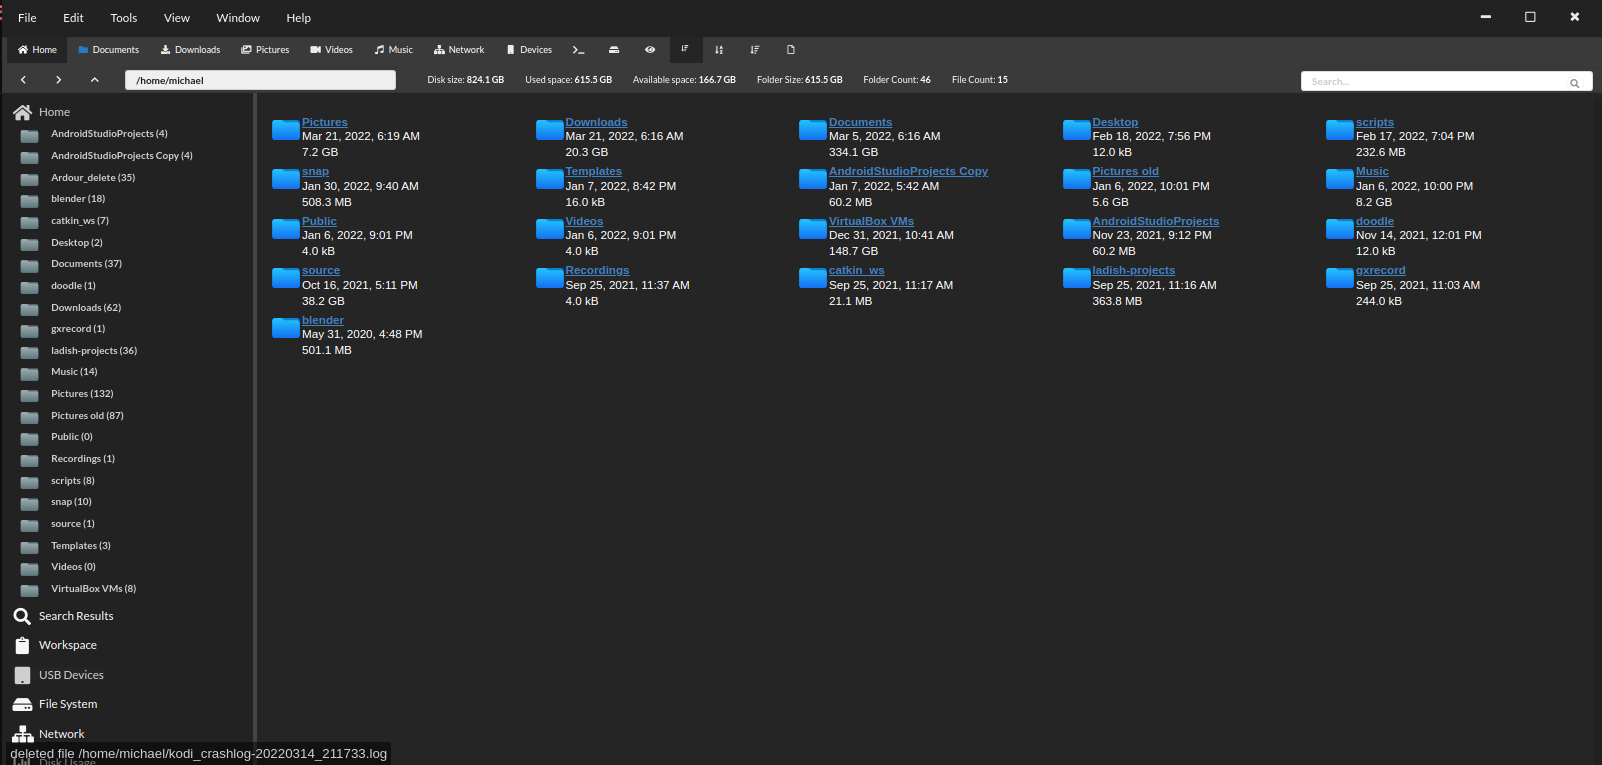 File Edit Tools View Window Help
Home Documents Downloads Pictures Videos Music Network Devices
/home/michael Disk size: 824.1 GB Used space: 615.5 GB Available space: 166.7 GB Folder Size: 615.5 GB Folder Count: 46 File Count: 15 Search...
Home
AndroidStudioProjects (4)
AndroidStudioProjects Copy (4)
Ardour_delete (35)
blender (18)
catkin_ws (7)
Desktop (2)
Documents (37)
doodle (1)
Downloads (62)
gxrecord (1)
ladish-projects (36)
Music (14)
Pictures (132)
Pictures old (87)
Public (0)
Recordings (1)
scripts (8)
snap (10)
source (1)
Templates (3)
Videos (0)
VirtualBox VMs (8)
Search Results
Workspace
USB Devices
File System
Network
Disk Usage
deleted file /home/michael/kodi_crashlog-20220314_211733.log
Pictures Downloads Documents Desktop scripts
Mar 21, 2022, 6:19 AM Mar 21, 2022, 6:16 AM Mar 5, 2022, 6:16 AM Feb 18, 2022, 7:56 PM Feb 17, 2022, 7:04 PM
7.2 GB 20.3 GB 334.1 GB 12.0 kB 232.6 MB
snap Templates AndroidStudioProjects Copy Pictures old Music
Jan 30, 2022, 9:40 AM Jan 7, 2022, 8:42 PM Jan 7, 2022, 5:42 AM Jan 6, 2022, 10:01 PM Jan 6, 2022, 10:00 PM
508.3 MB 16.0 kB 60.2 MB 5.6 GB 8.2 GB
Public Videos VirtualBox VMs AndroidStudioProjects doodle
Jan 6, 2022, 9:01 PM Jan 6, 2022, 9:01 PM Dec 31, 2021, 10:41 AM Nov 23, 2021, 9:12 PM Nov 14, 2021, 12:01 PM
4.0 kB 4.0 kB 148.7 GB 60.2 MB 12.0 kB
source Recordings catkin_ws ladish-projects gxrecord
Oct 16, 2021, 5:11 PM Sep 25, 2021, 11:37 AM Sep 25, 2021, 11:17 AM Sep 25, 2021, 11:16 AM Sep 25, 2021, 11:03 AM
38.2 GB 4.0 kB 21.1 MB 363.8 MB 244.0 kB
blender
May 31, 2020, 4:48 PM
501.1 MB